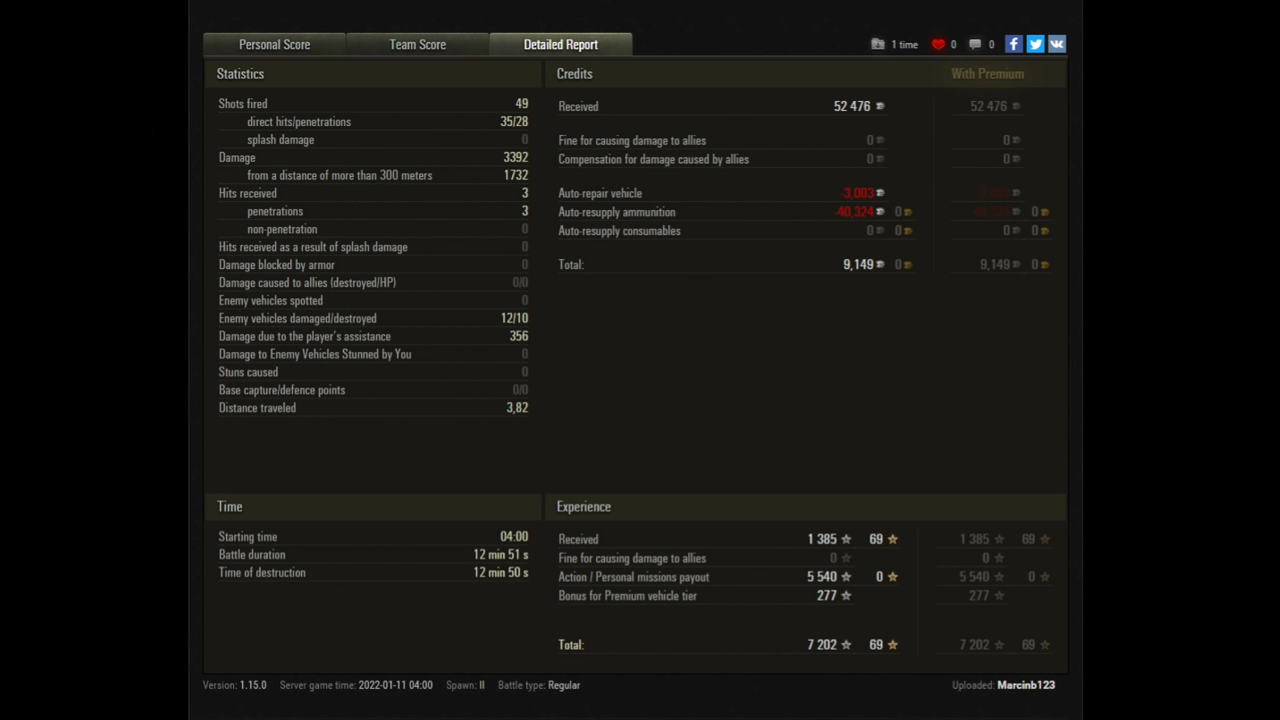 Personal Score Team Score Detailed Report 1 time 0 0
Statistics
Shots fired 49
direct hits/penetrations 35/28
splash damage 0
Damage 3392
from a distance of more than 300 meters 1732
Hits received 3
penetrations 3
non-penetration 0
Hits received as a result of splash damage 0
Damage blocked by armor 0
Damage caused to allies (destroyed/HP) 0/0
Enemy vehicles spotted 0
Enemy vehicles damaged/destroyed 12/10
Damage due to the player's assistance 356
Damage to Enemy Vehicles Stunned by You 0
Stuns caused 0
Base capture/defence points 0/0
Distance traveled 3,82
Credits With Premium
Received 52 476 52 476
Fine for causing damage to allies 0 0
Compensation for damage caused by allies 0 0
Auto-repair vehicle -3,003
Auto-resupply ammunition -40,324 0 0
Auto-resupply consumables 0 0 0 0
Total: 9,149 0 9,149 0
Time
Starting time 04:00
Battle duration 12 min 51 s
Time of destruction 12 min 50 s
Experience
Received 1 385 69 1 385 69
Fine for causing damage to allies 0 0
Action / Personal missions payout 5 540 0 5 540 0
Bonus for Premium vehicle tier 277 277
Total: 7 202 69 7 202 69
Version: 1.15.0 Server game time: 2022-01-11 04:00 Spawn: II Battle type: Regular Uploaded: Marcinb123